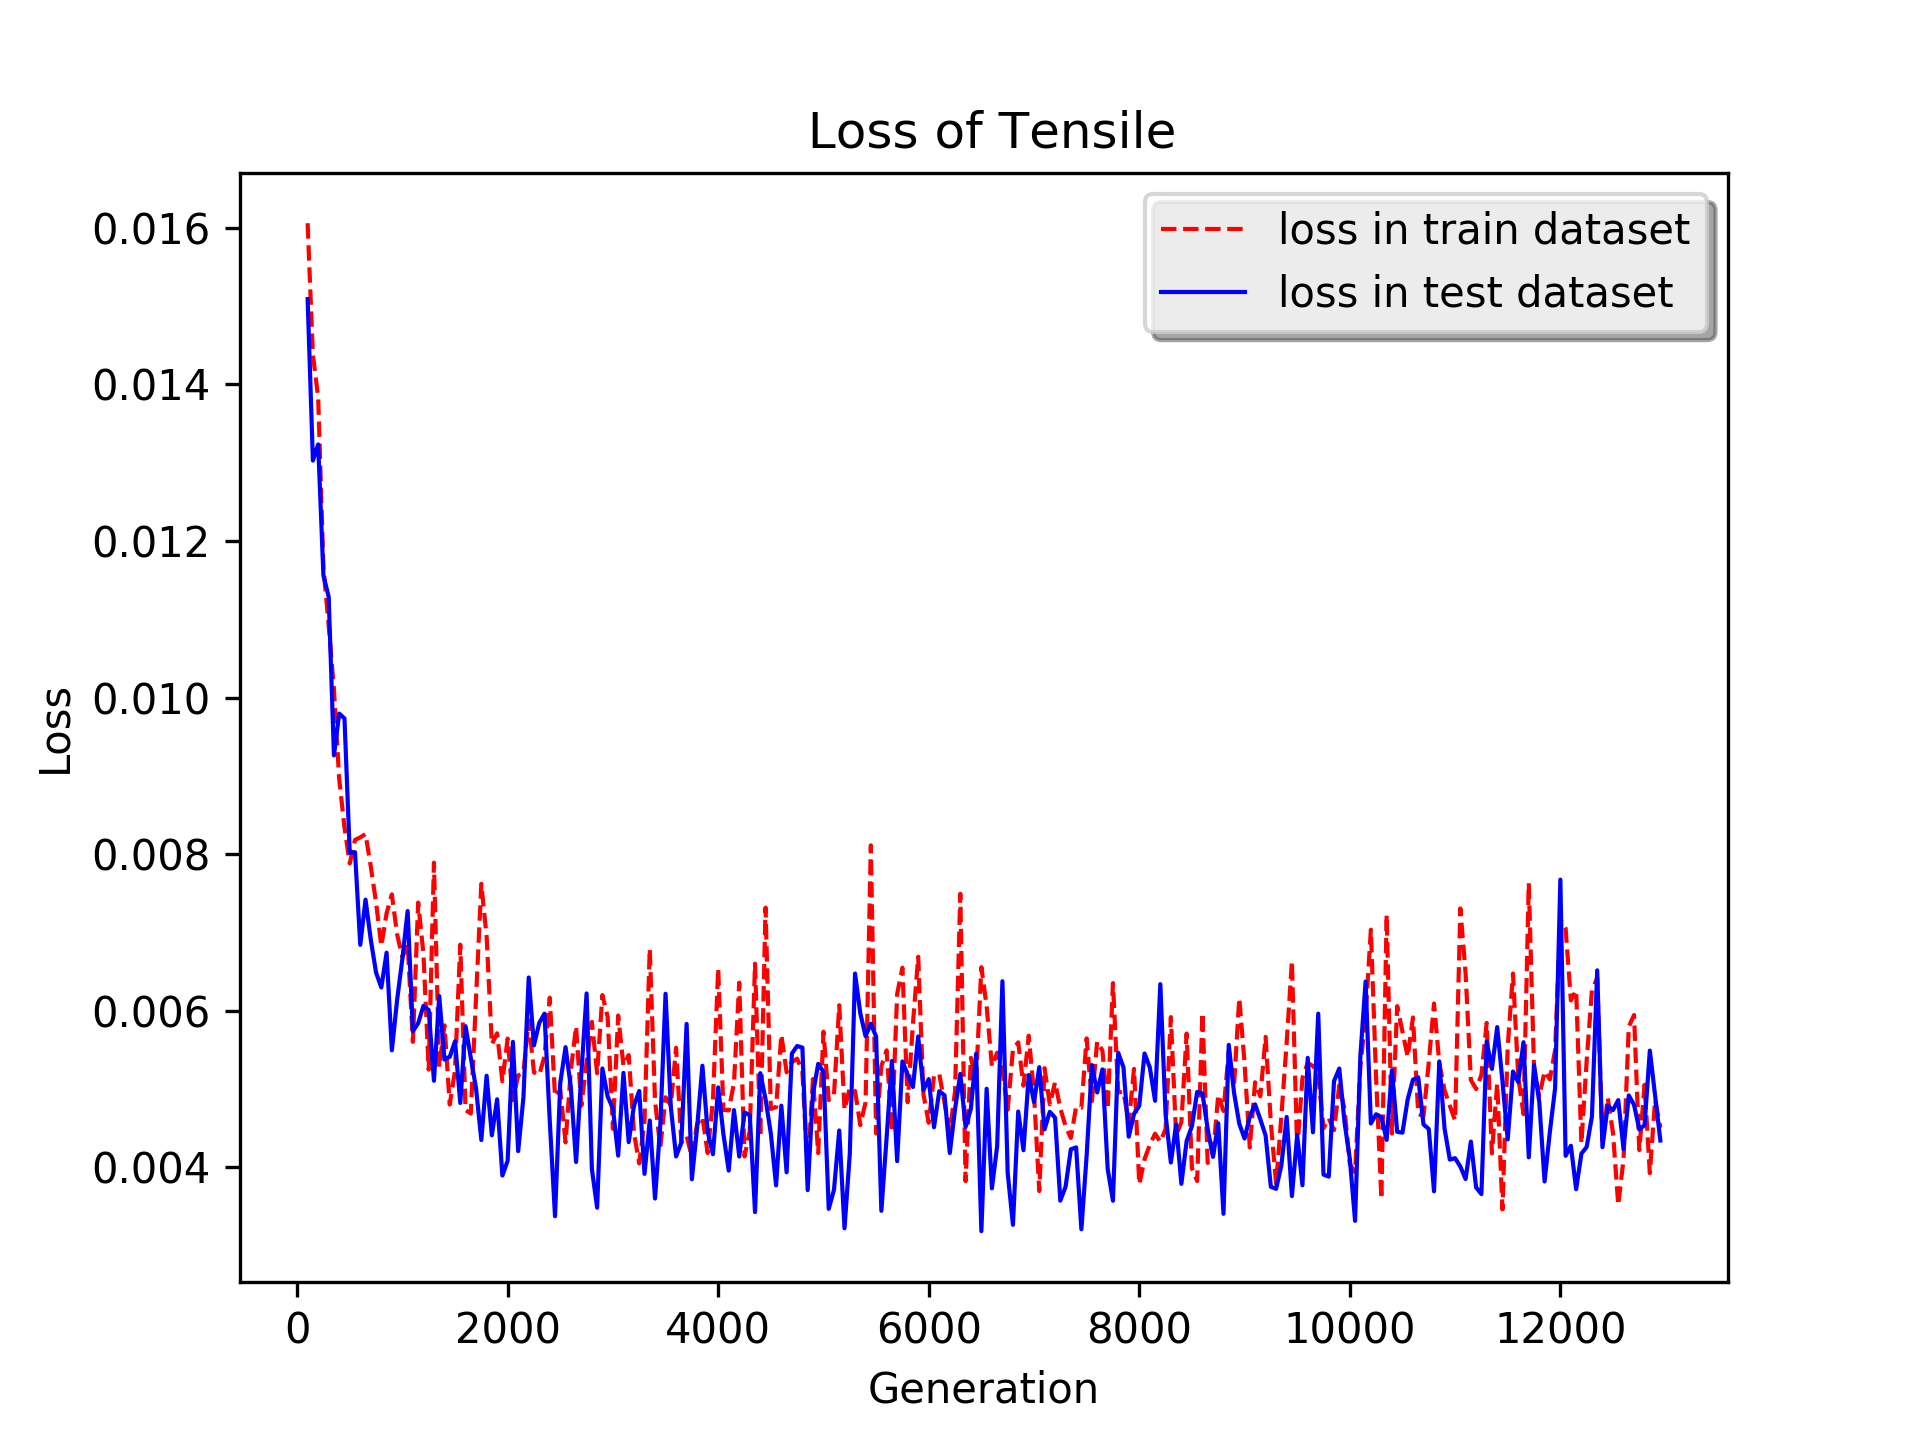 Loss of Tensile
loss in train dataset
loss in test dataset
0.016
0.014
0.012
0.010
0.008
0.006
0.004
Loss
0 2000 4000 6000 8000 10000 12000
Generation